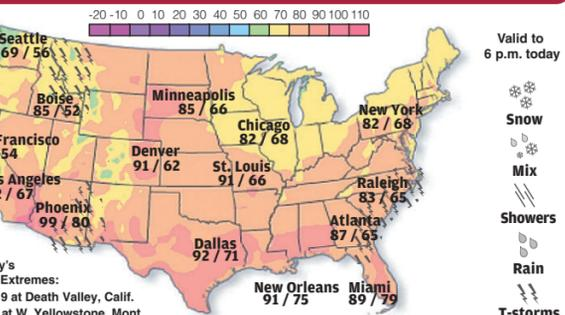 -20 -10 0 10 20 30 40 50 60 70 80 90 100 110
Seattle
69 / 56
Valid to
6 p.m. today
Boise
85 / 52
Minneapolis
85 / 66
New York
82 / 68
Snow
Chicago
82 / 68
Francisco
54
Denver
91 / 62
St. Louis
91 / 66
Mix
Angeles
/ 67
Raleigh
83 / 65
Phoenix
99 / 80
Showers
Atlanta
87 / 65
Dallas
92 / 71
Rain
y's
Extremes:
New Orleans
91 / 75
Miami
89 / 79
9 at Death Valley, Calif.
at W. Yellowstone, Mont.
T-storms